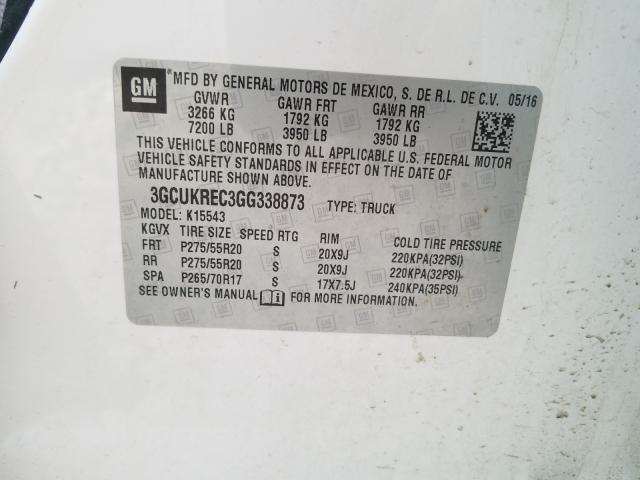 GM
*MFD BY GENERAL MOTORS DE MEXICO, S. DE R.L. DE C.V. 05/16
GVWR GAWR FRT GAWR RR
3266 KG 1792 KG 1792 KG
7200 LB 3950 LB 3950 LB
THIS VEHICLE CONFORMS TO ALL APPLICABLE U.S. FEDERAL MOTOR
VEHICLE SAFETY STANDARDS IN EFFECT ON THE DATE OF
MANUFACTURE SHOWN ABOVE.
3GCUKREC3GG338873 TYPE: TRUCK
MODEL: K15543
KGVX TIRE SIZE SPEED RTG RIM COLD TIRE PRESSURE
FRT P275/55R20 S 20X9J 220KPA(32PSI)
RR P275/55R20 S 20X9J 220KPA(32PSI)
SPA P265/70R17 S 17X7.5J 240KPA(35PSI)
SEE OWNER'S MANUAL FOR MORE INFORMATION.